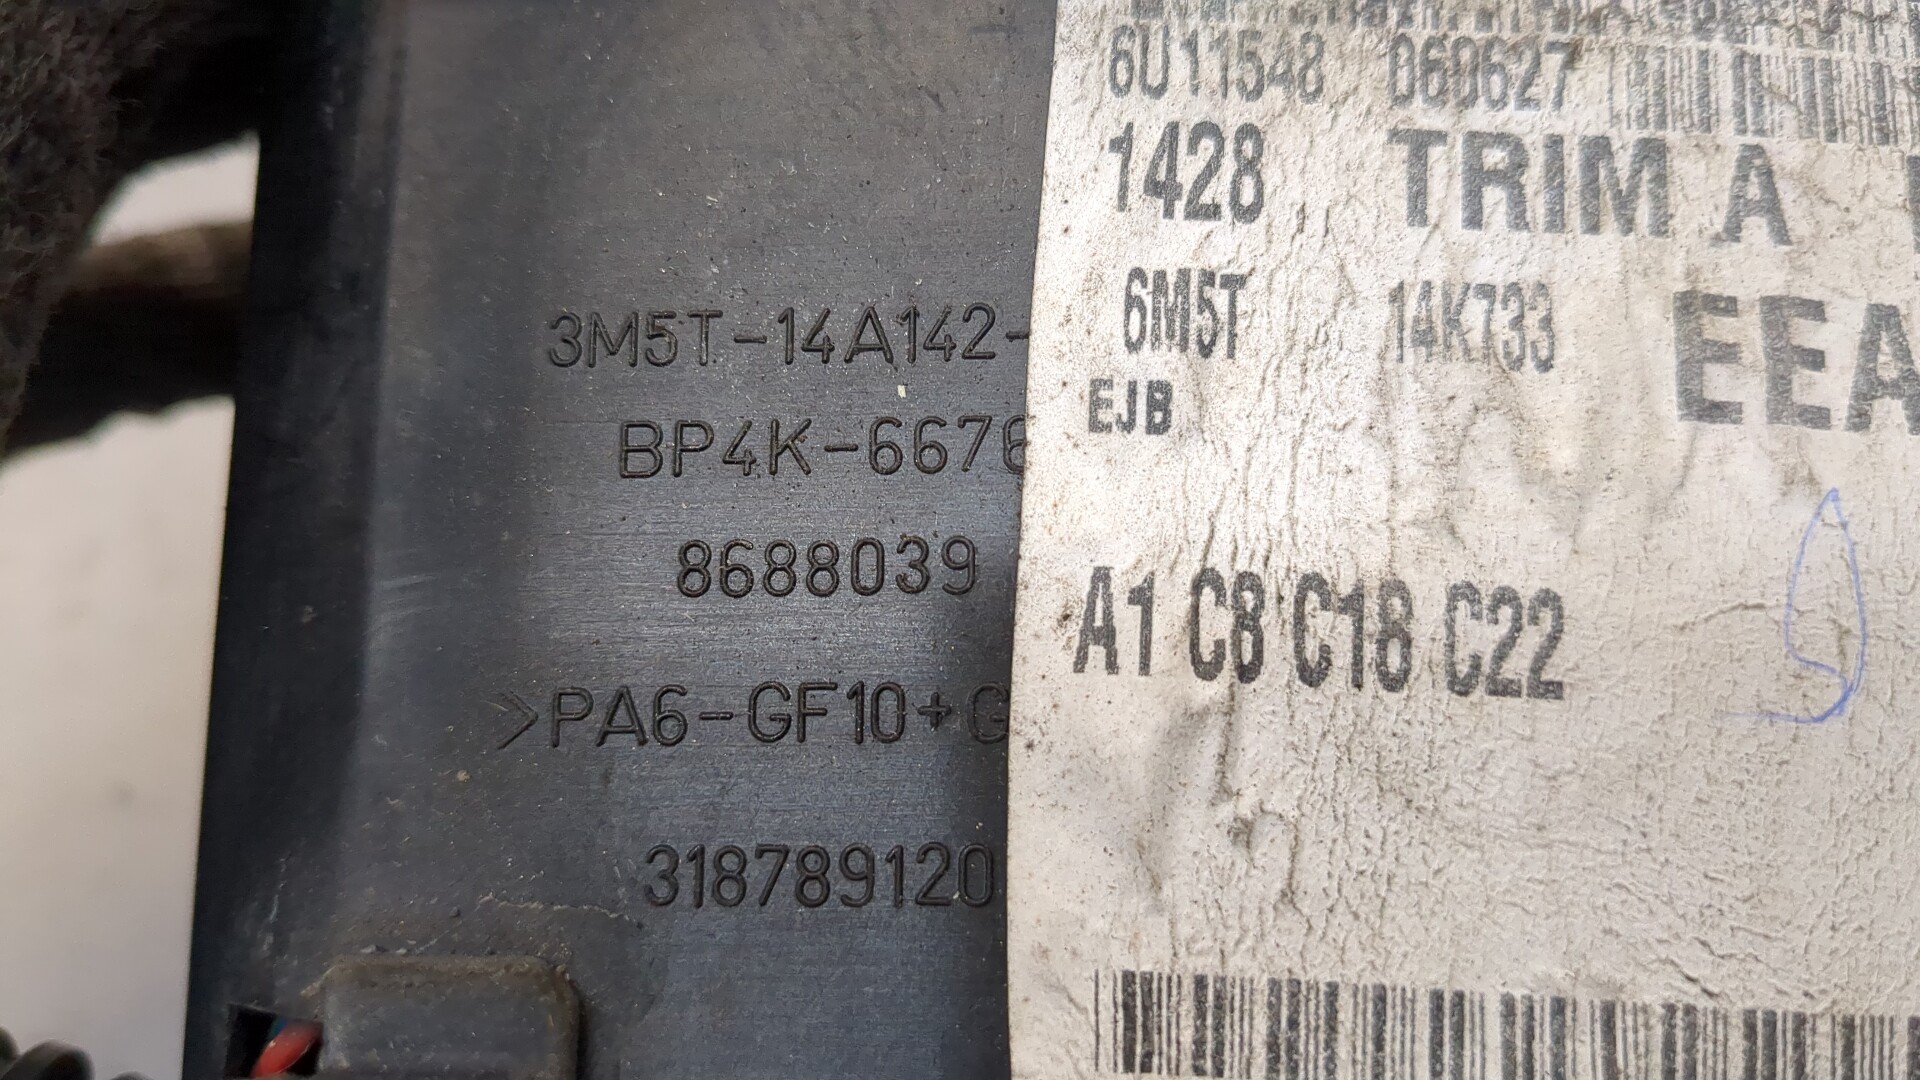 3M5T-14A142-
BP4K-6676
8688039
>PA6-GF10+G
318789120
6U11548 060627
1428 TRIM A
6M5T 14K733 EEA
EJB
A1 C8 C18 C22